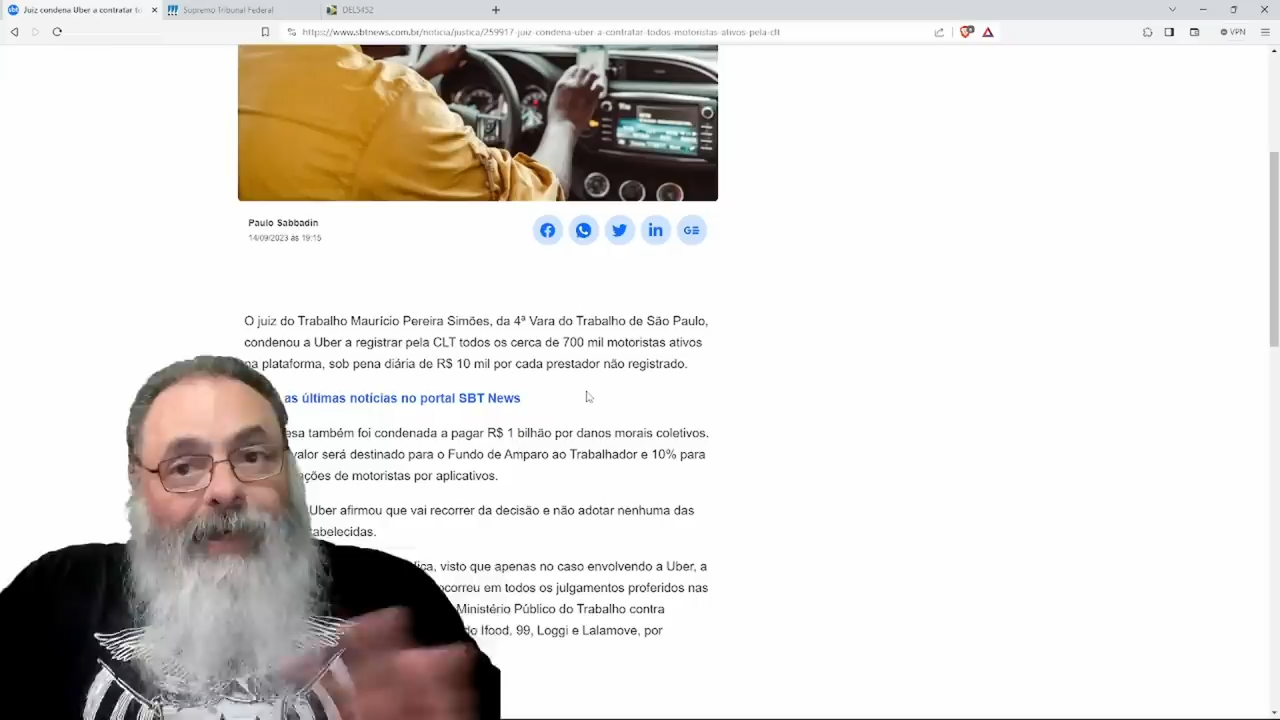 Juiz condena Uber a contratar to
Supremo Tribunal Federal
DEL5452
https://www.sbtnews.com.br/noticia/justica/259917-juiz-condena-uber-a-contratar-todos-motoristas-ativos-pela-clt
VPN
Paulo Sabbadin
14/09/2023 às 19:15
O juiz do Trabalho Maurício Pereira Simões, da 4ª Vara do Trabalho de São Paulo,
condenou a Uber a registrar pela CLT todos os cerca de 700 mil motoristas ativos
na plataforma, sob pena diária de R$ 10 mil por cada prestador não registrado.
as últimas notícias no portal SBT News
esa também foi condenada a pagar R$ 1 bilhão por danos morais coletivos.
valor será destinado para o Fundo de Amparo ao Trabalhador e 10% para
ções de motoristas por aplicativos.
Uber afirmou que vai recorrer da decisão e não adotar nenhuma das
tabelecidas.
visto que apenas no caso envolvendo a Uber, a
ocorreu em todos os julgamentos proferidos nas
Ministério Público do Trabalho contra
do Ifood, 99, Loggi e Lalamove, por